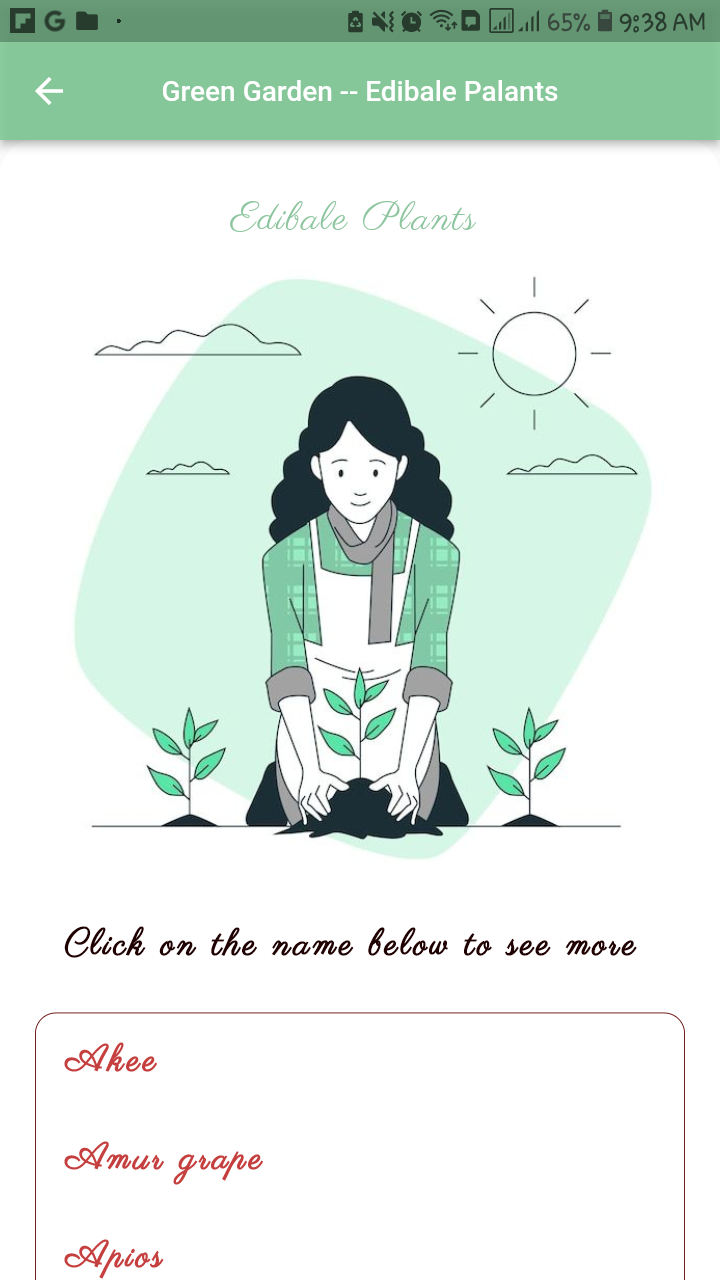 65% 9:38 AM
Green Garden -- Edibale Palants
Edibale Plants
Click on the name below to see more
Akee
Amur grape
Apios